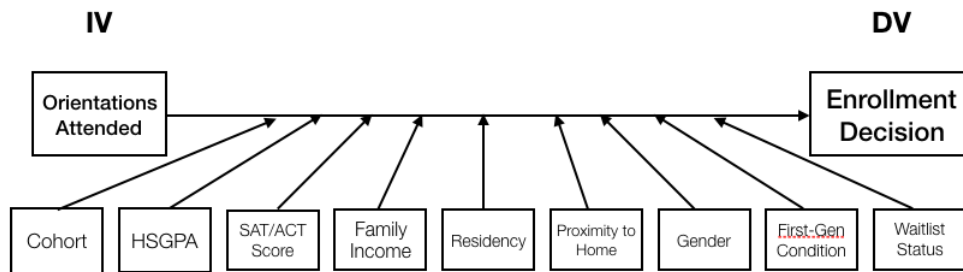 IV
DV
Orientations
Attended
Enrollment
Decision
Cohort
HSGPA
SAT/ACT
Score
Family
Income
Residency
Proximity to
Home
Gender
First-Gen
Condition
Waitlist
Status